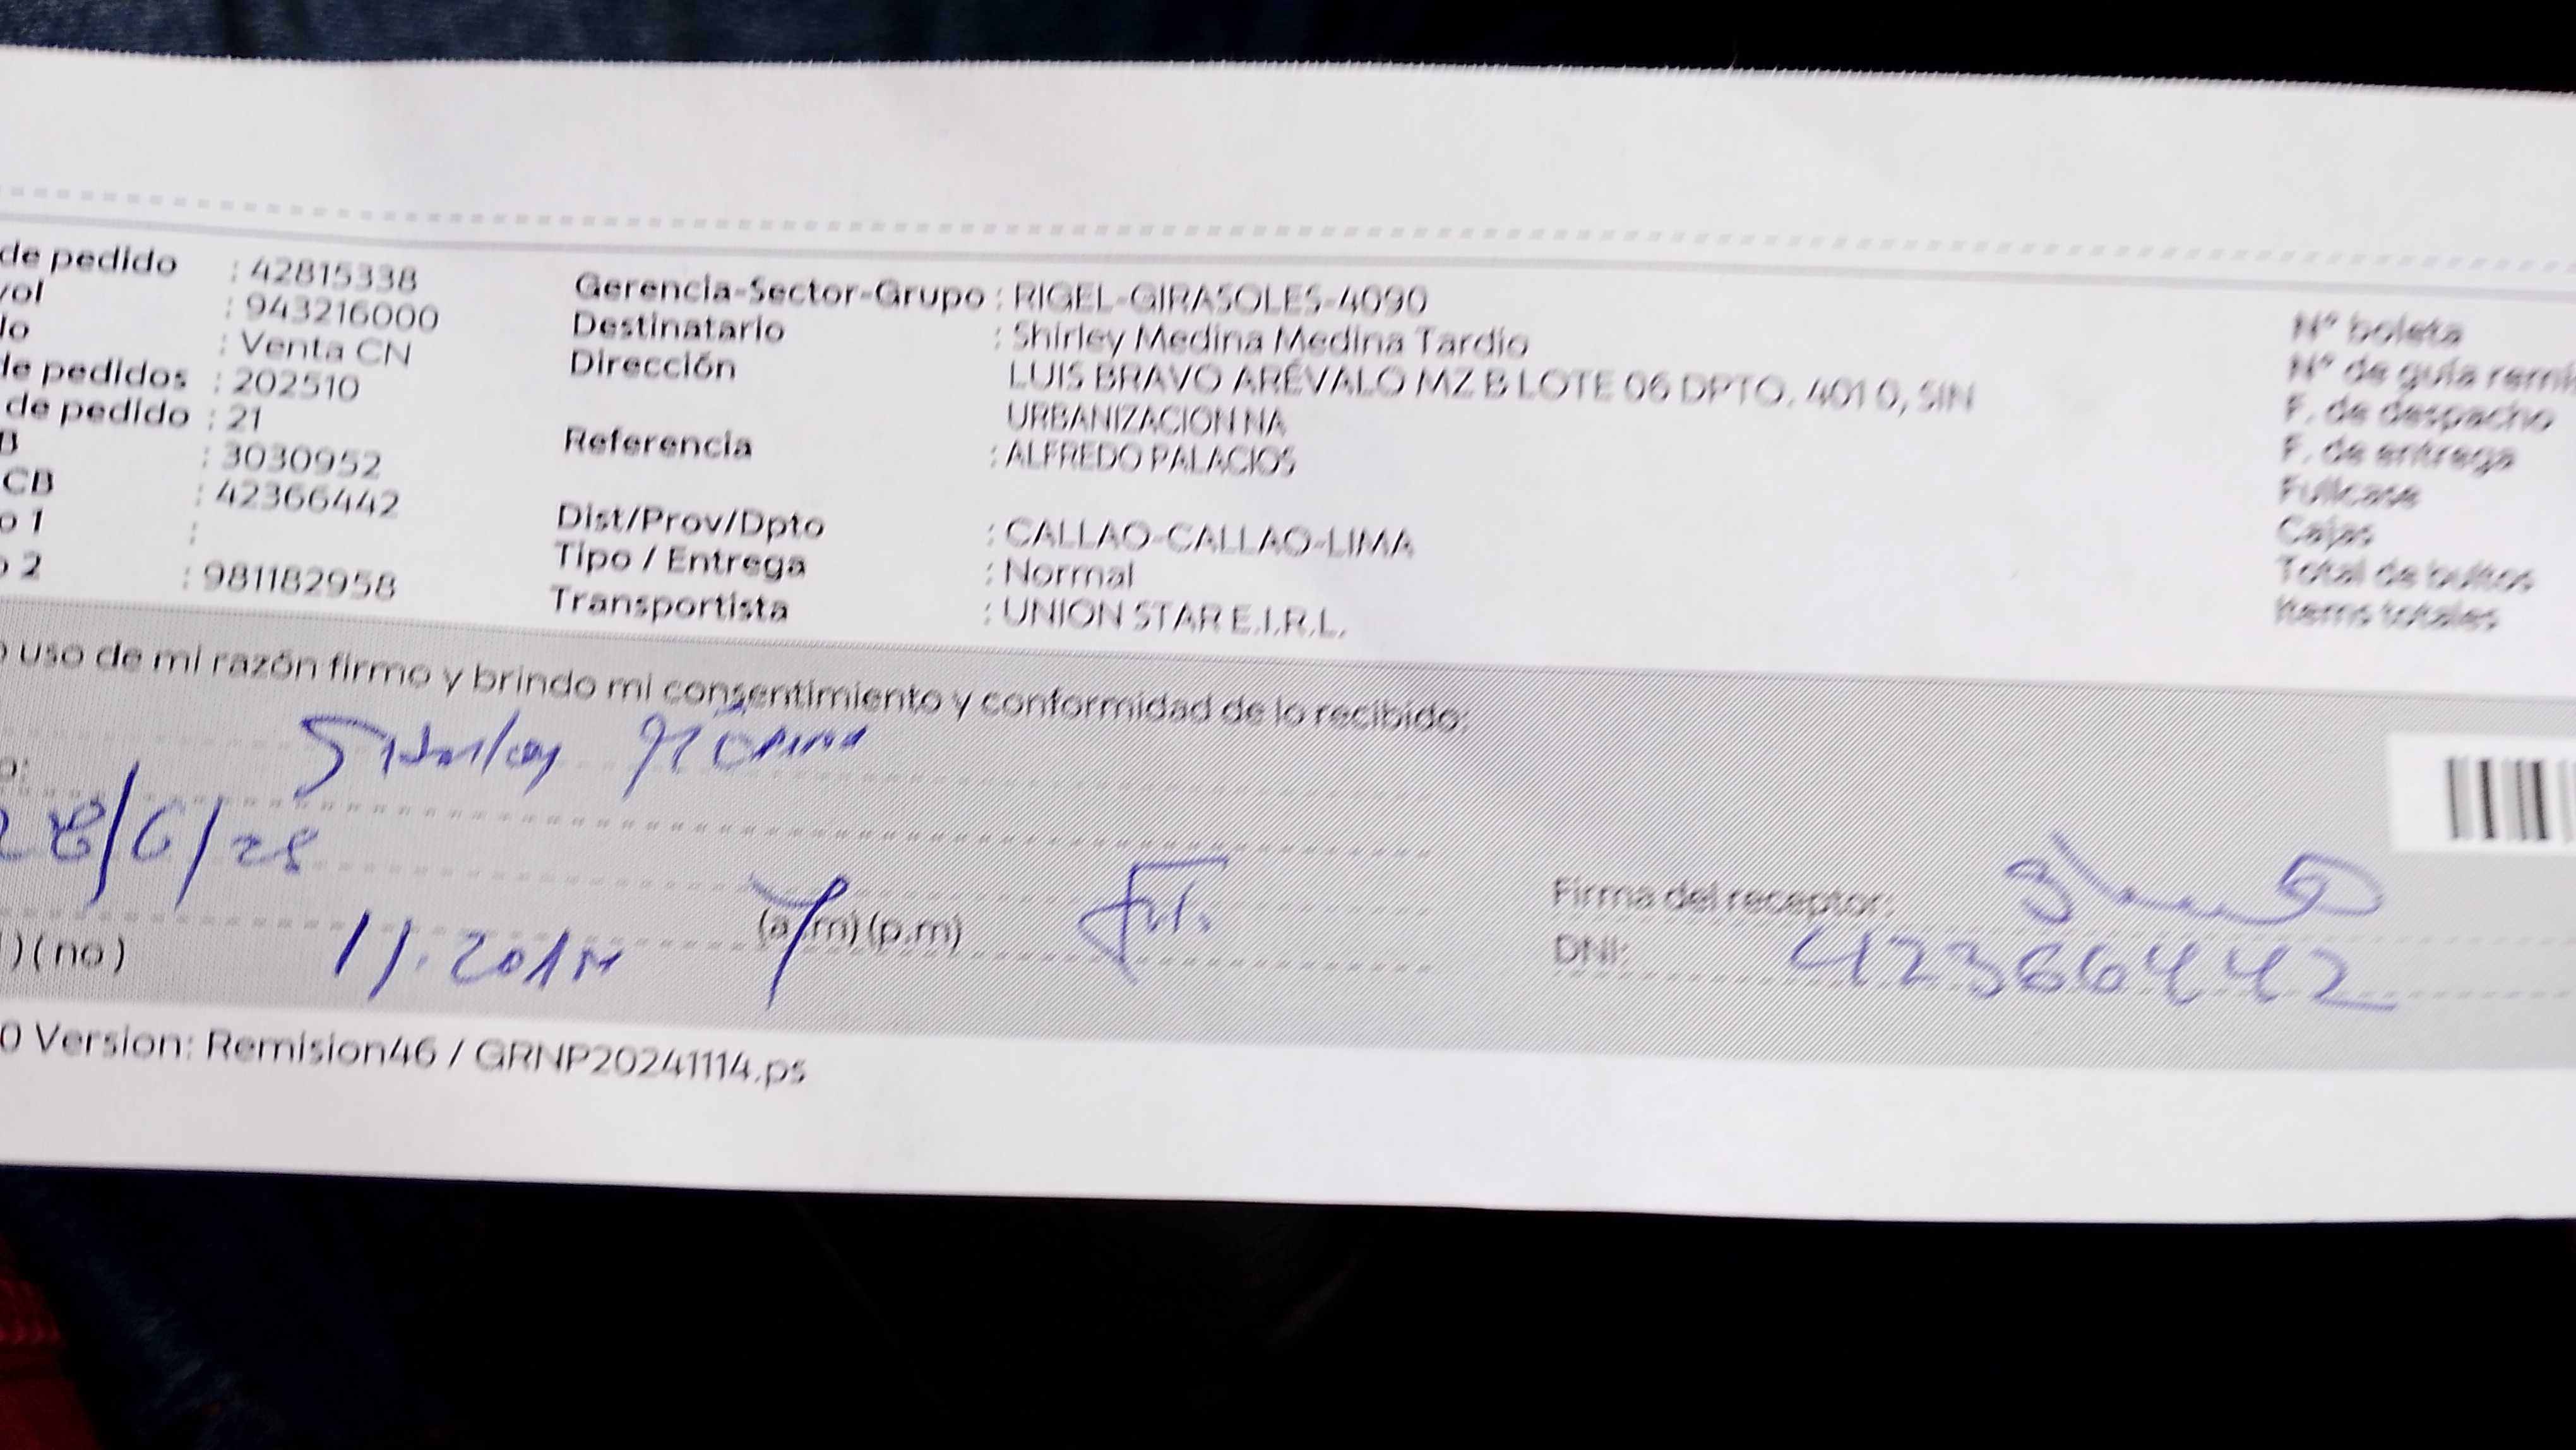 de pedido : 42815338
vol : 943216000
lo : Venta CN
de pedidos : 202510
de pedido : 21
B : 3030952
CB : 42366442
o 1 :
o 2 : 981182958
Gerencia-Sector-Grupo : RIGEL-GIRASOLES-4090
Destinatario : Shirley Medina Medina Tardio
Dirección LUIS BRAVO ARÉVALO MZ B LOTE 06 DPTO. 401 0, SIN
URBANIZACION NA
Referencia : ALFREDO PALACIOS
Dist/Prov/Dpto : CALLAO-CALLAO-LIMA
Tipo / Entrega : Normal
Transportista : UNION STAR E.I.R.L.
N° boleta
N° de guía remi
F. de despacho
F. de entrega
Fullcase
Cajas
Total de bultos
Items totales
o uso de mi razón firmo y brindo mi consentimiento y conformidad de lo recibido:
o: Shirley Medina
28/6/25
) ( no ) 11.20AM (a.m) (p.m)
Firma del receptor:
DNI: 42366442
0 Version: Remision46 / GRNP20241114.ps